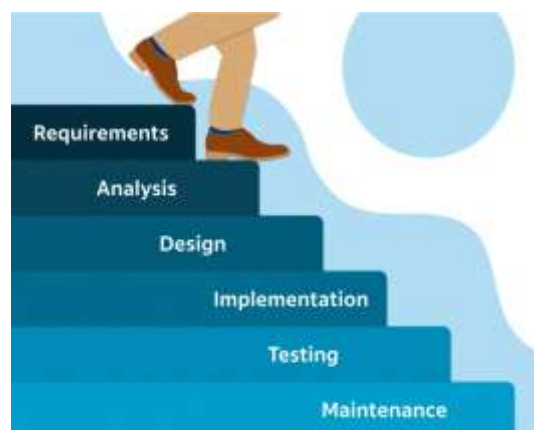 Requirements
Analysis
Design
Implementation
Testing
Maintenance